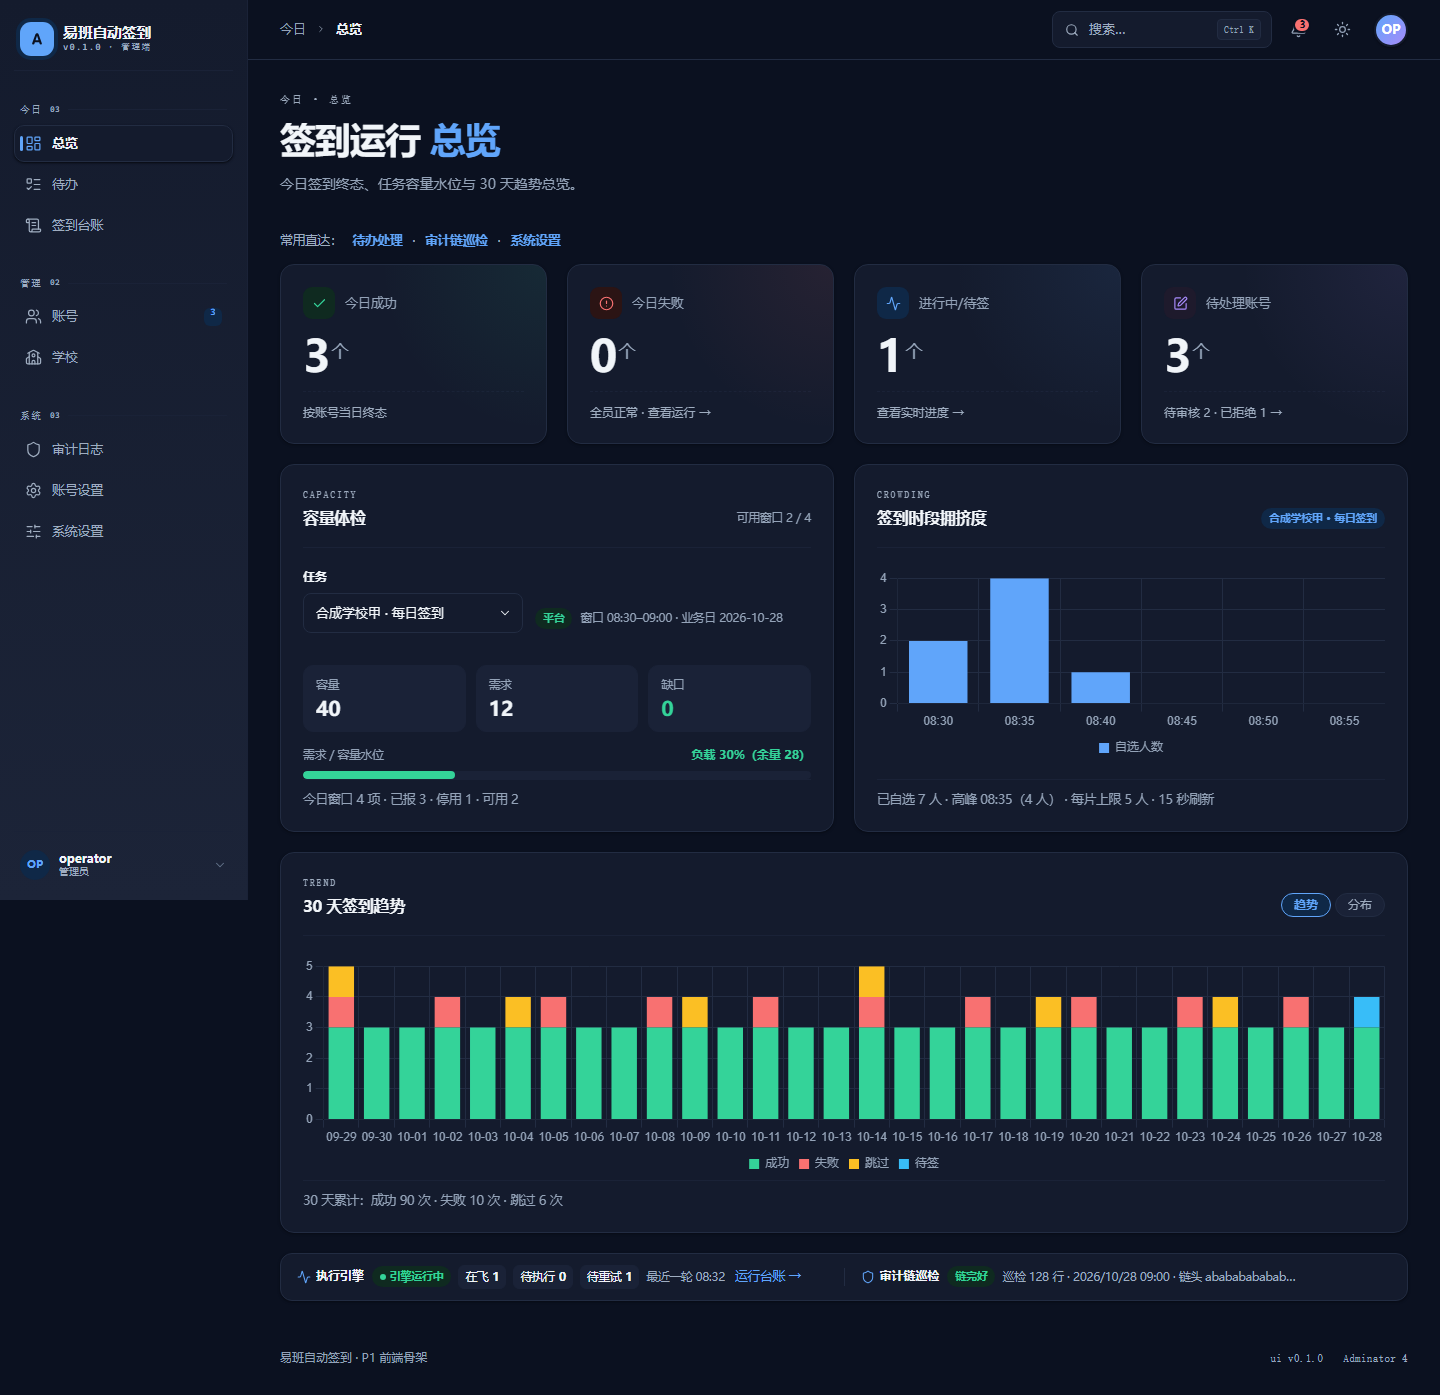 A
易班自动签到
v0.1.0 · 管理端
今日 03
总览
待办
签到台账
管理 02
账号
3
学校
系统 03
审计日志
账号设置
系统设置
OP
operator
管理员
今日 › 总览
搜索...
Ctrl K
3
OP
今日 · 总览
签到运行 总览
今日签到终态、任务容量水位与 30 天趋势总览。
常用直达： 待办处理 · 审计链巡检 · 系统设置
今日成功
3个
按账号当日终态
今日失败
0个
全员正常 · 查看运行 →
进行中/待签
1个
查看实时进度 →
待处理账号
3个
待审核 2 · 已拒绝 1 →
CAPACITY
容量体检
可用窗口 2 / 4
任务
合成学校甲 · 每日签到
平台
窗口 08:30–09:00 · 业务日 2026-10-28
容量
40
需求
12
缺口
0
需求 / 容量水位
负载 30%（余量 28）
今日窗口 4 项 · 已报 3 · 停用 1 · 可用 2
CROWDING
签到时段拥挤度
合成学校甲 • 每日签到
4
3
2
1
0
08:30 08:35 08:40 08:45 08:50 08:55
自选人数
已自选 7 人 · 高峰 08:35（4 人） · 每片上限 5 人 · 15 秒刷新
TREND
30 天签到趋势
趋势
分布
5
4
3
2
1
0
09-29 09-30 10-01 10-02 10-03 10-04 10-05 10-06 10-07 10-08 10-09 10-10 10-11 10-12 10-13 10-14 10-15 10-16 10-17 10-18 10-19 10-20 10-21 10-22 10-23 10-24 10-25 10-26 10-27 10-28
成功 失败 跳过 待签
30 天累计：成功 90 次 · 失败 10 次 · 跳过 6 次
执行引擎 引擎运行中 在飞 1 待执行 0 待重试 1 最近一轮 08:32 运行台账 →
审计链巡检 链完好 巡检 128 行 · 2026/10/28 09:00 · 链头 abababababab…
易班自动签到 · P1 前端骨架
ui v0.1.0 Adminator 4